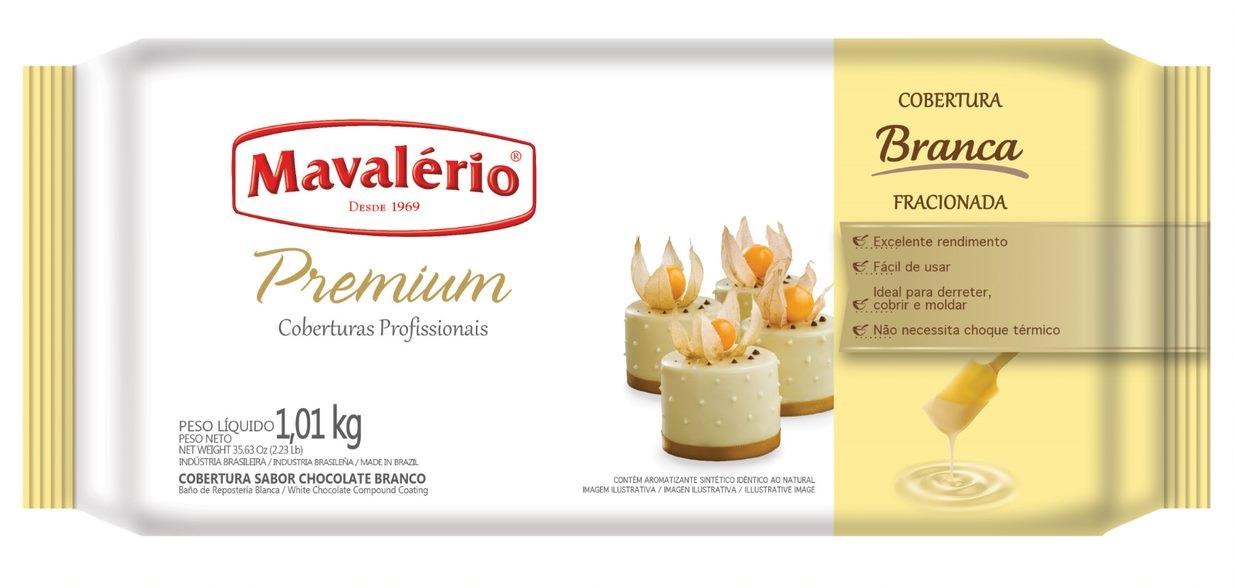 Mavalério®
DESDE 1969
Premium
Coberturas Profissionais
PESO LÍQUIDO 1,01 kg
PESO NETO
NET WEIGHT 35.63 Oz (2.23 Lb)
INDÚSTRIA BRASILEIRA / INDUSTRIA BRASILEÑA / MADE IN BRAZIL
COBERTURA SABOR CHOCOLATE BRANCO
Baño de Repostería Blanca / White Chocolate Compound Coating
CONTÉM AROMATIZANTE SINTÉTICO IDÊNTICO AO NATURAL
IMAGEM ILUSTRATIVA / IMAGEN ILUSTRATIVA / ILLUSTRATIVE IMAGE
COBERTURA
Branca
FRACIONADA
Excelente rendimento
Fácil de usar
Ideal para derreter,
cobrir e moldar
Não necessita choque térmico